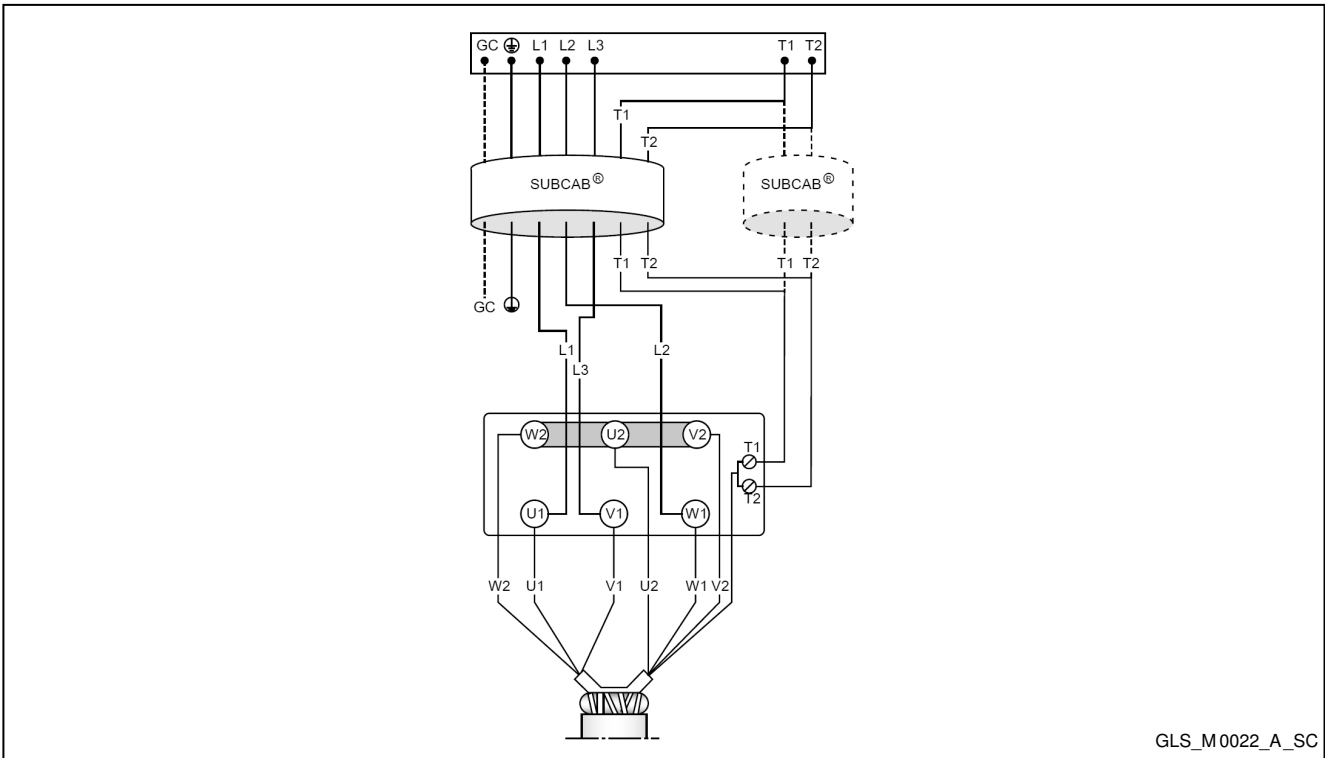 GC L1 L2 L3 T1 T2
T1
T2
SUBCAB® SUBCAB®
T1 T2 T1 T2
GC
L1 L2
L3
W2 U2 V2
T1
T2
U1 V1 W1
W2 U1 V1 U2 W1 V2
GLS_M0022_A_SC